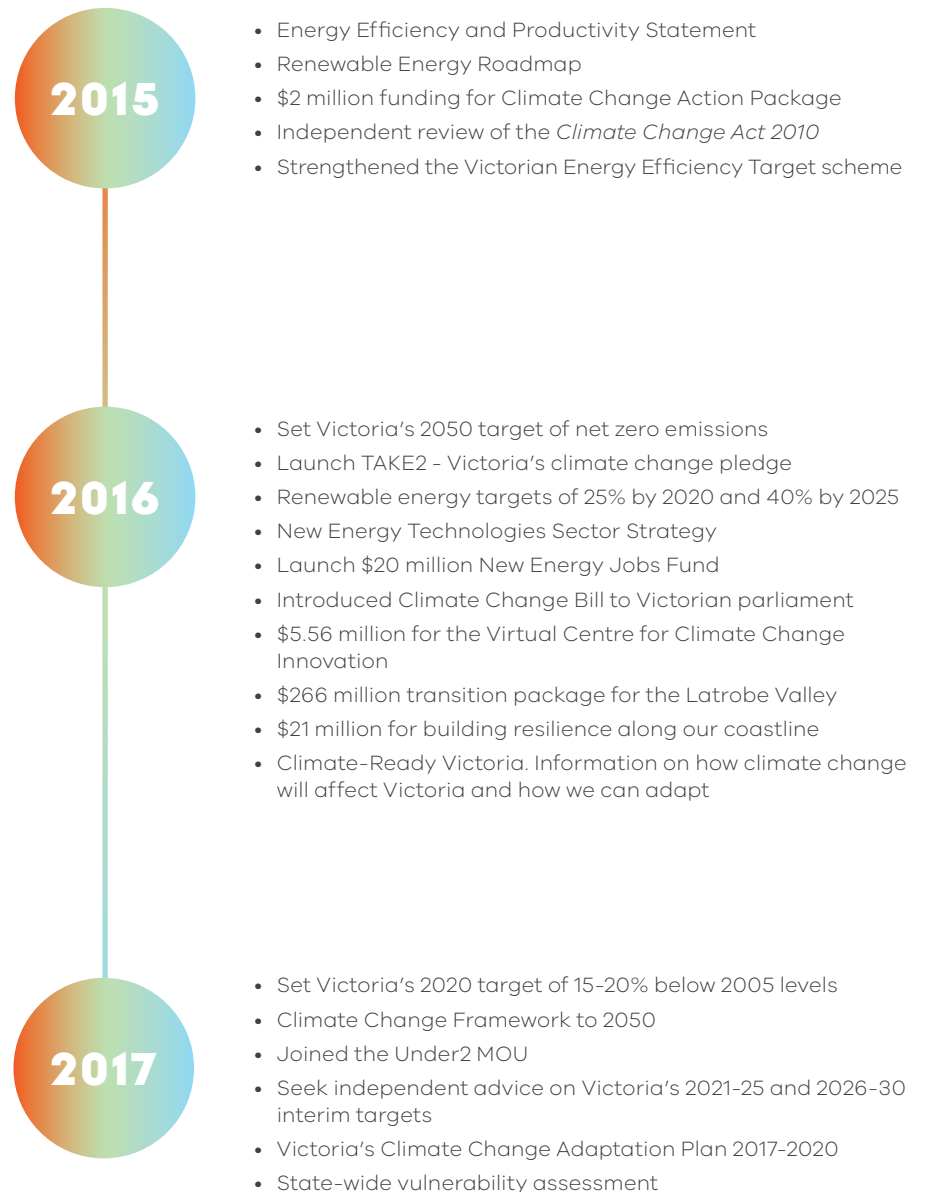 2015
• Energy Efficiency and Productivity Statement
• Renewable Energy Roadmap
• $2 million funding for Climate Change Action Package
• Independent review of the Climate Change Act 2010
• Strengthened the Victorian Energy Efficiency Target scheme
2016
• Set Victoria's 2050 target of net zero emissions
• Launch TAKE2 - Victoria's climate change pledge
• Renewable energy targets of 25% by 2020 and 40% by 2025
• New Energy Technologies Sector Strategy
• Launch $20 million New Energy Jobs Fund
• Introduced Climate Change Bill to Victorian parliament
• $5.56 million for the Virtual Centre for Climate Change
Innovation
• $266 million transition package for the Latrobe Valley
• $21 million for building resilience along our coastline
• Climate-Ready Victoria. Information on how climate change
will affect Victoria and how we can adapt
2017
• Set Victoria's 2020 target of 15-20% below 2005 levels
• Climate Change Framework to 2050
• Joined the Under2 MOU
• Seek independent advice on Victoria's 2021-25 and 2026-30
interim targets
• Victoria's Climate Change Adaptation Plan 2017-2020
• State-wide vulnerability assessment